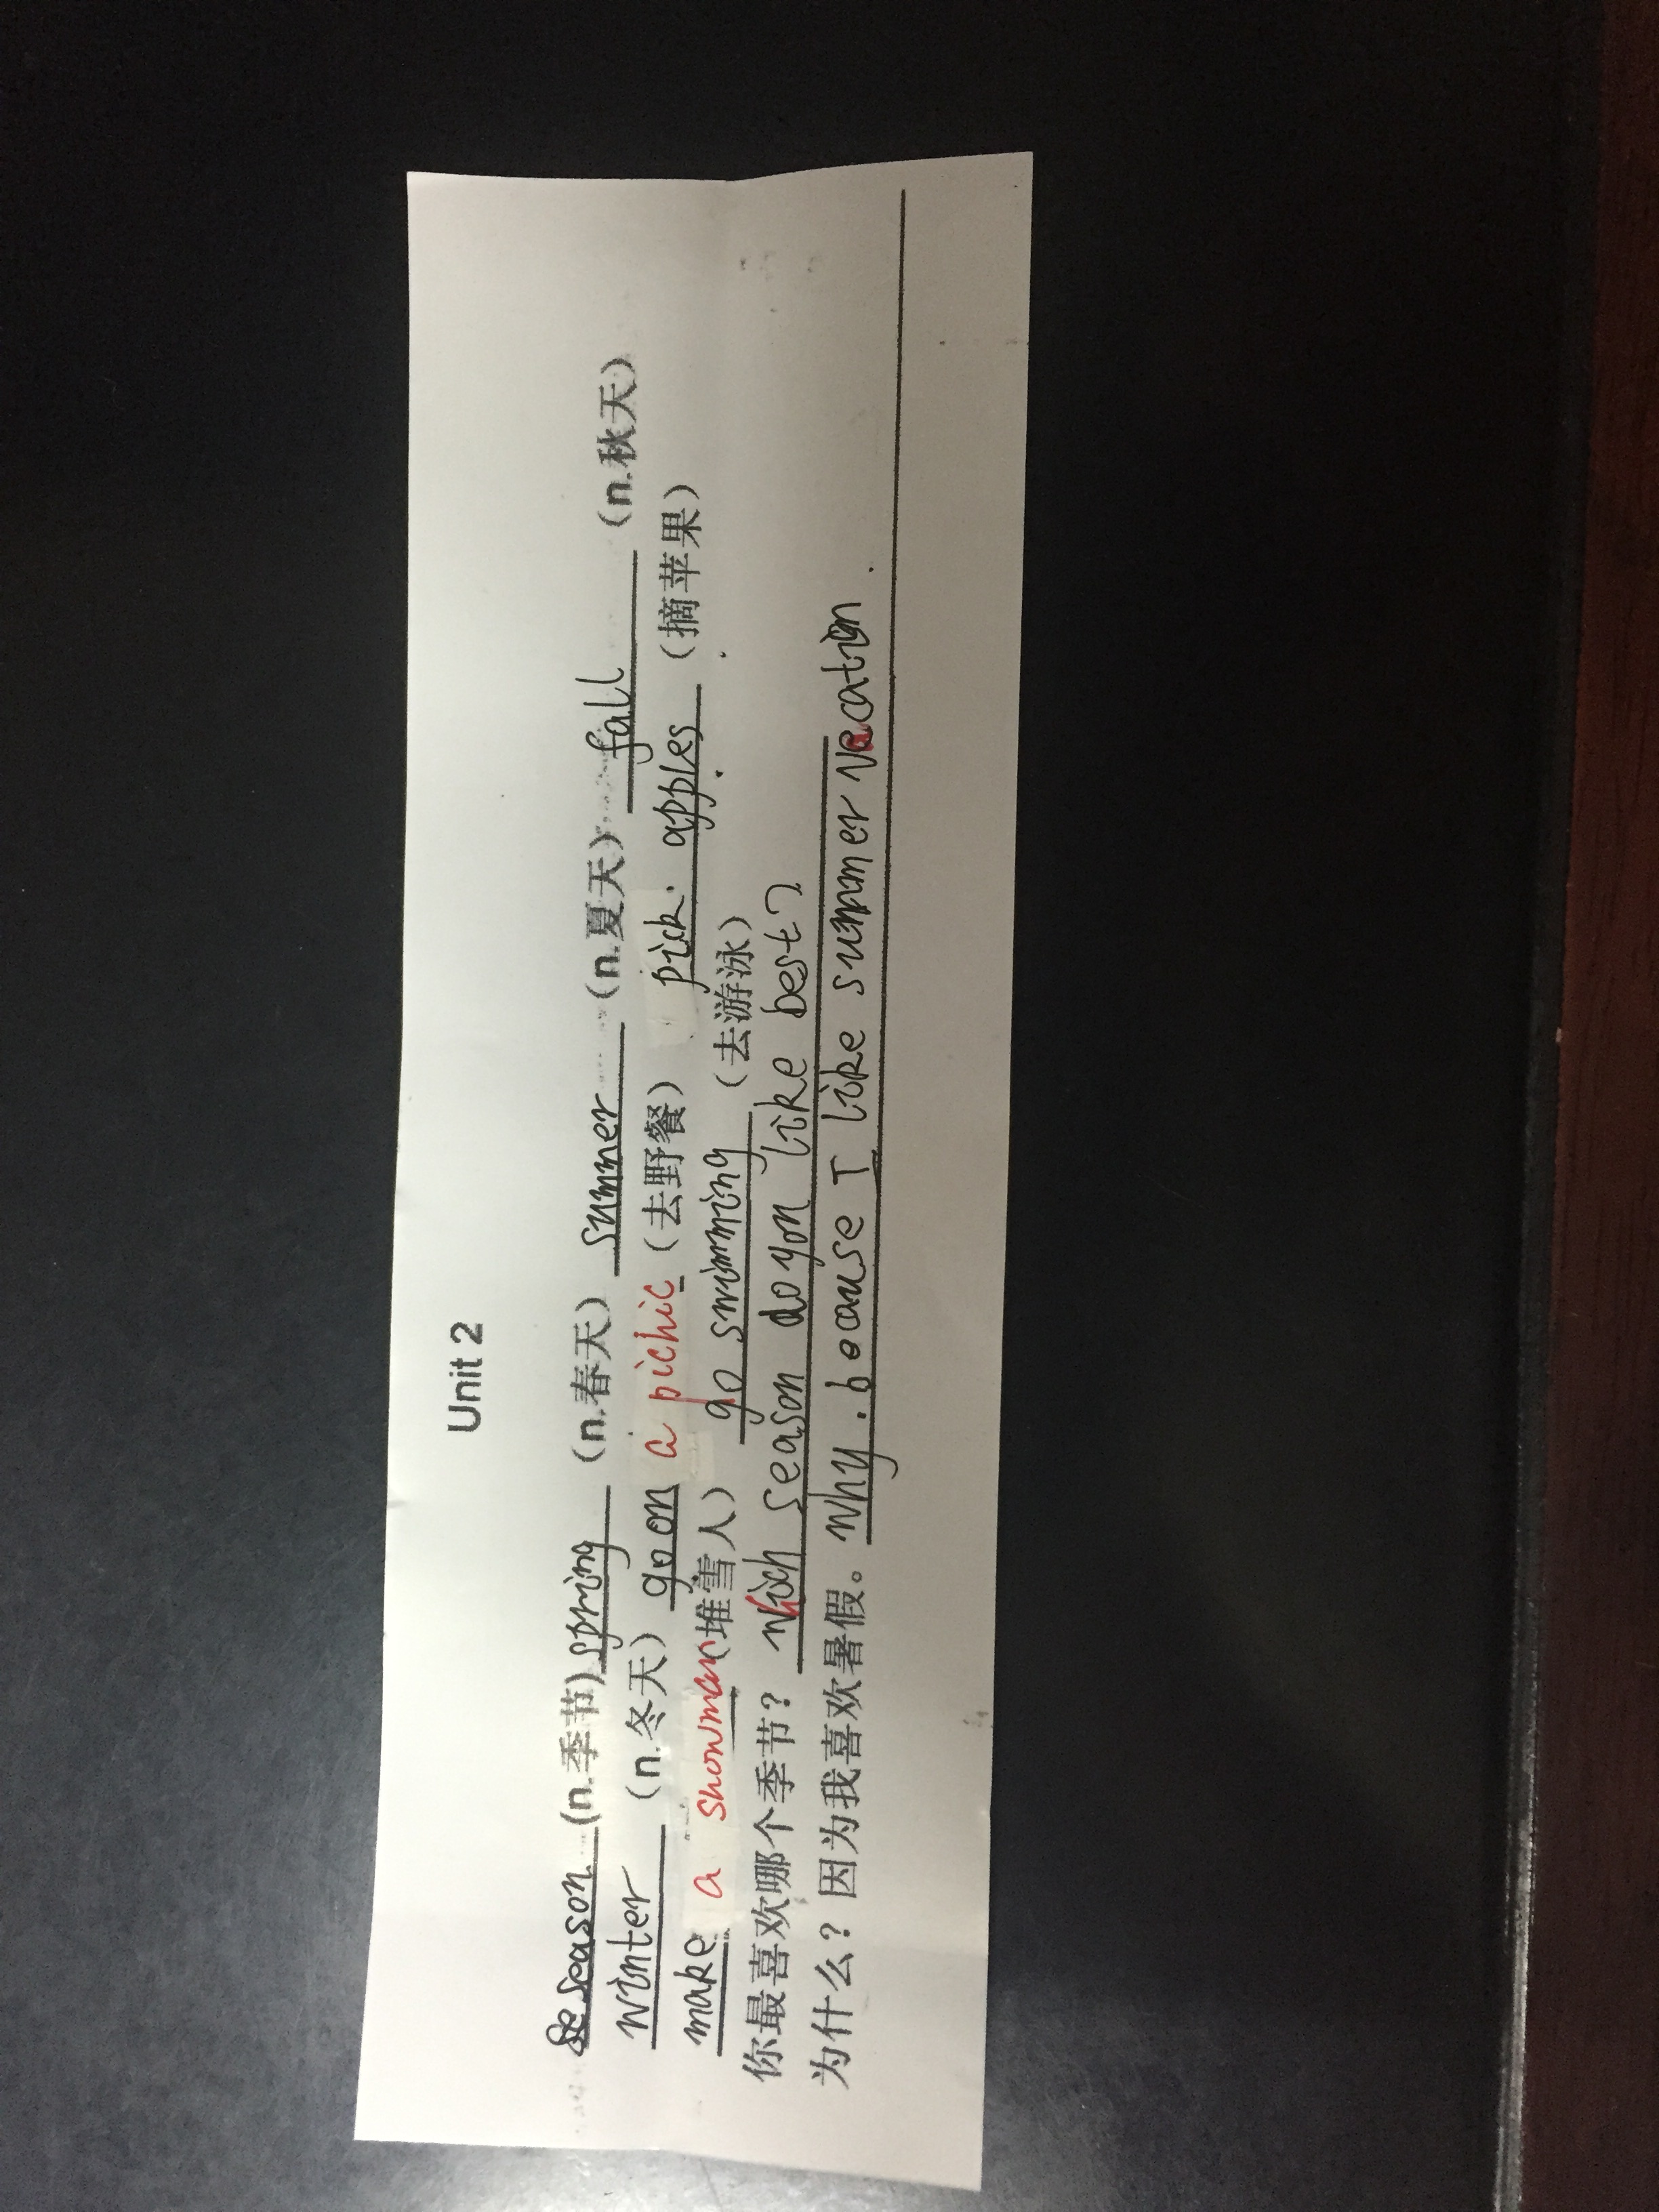 Unit 2
season (n.季节) spring (n.春天) summer (n.夏天) fall (n.秋天)
winter (n.冬天) go on a pichic (去野餐) pick apples (摘苹果)
make a snowman (堆雪人) go swimming (去游泳)
你最喜欢哪个季节？ Which season do you like best?
为什么？因为我喜欢暑假。 Why. because I like summer vacation.